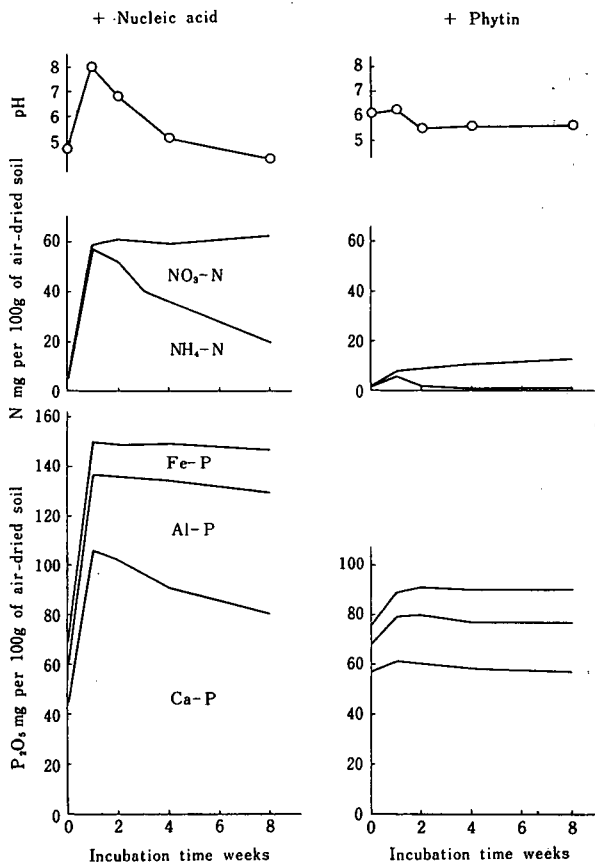 + Nucleic acid
+ Phytin
pH
8
7
6
5
8
7
6
5
N mg per 100g of air-dried soil
60
40
20
0
NO₃-N
NH₄-N
60
40
20
0
P₂O₅ mg per 100g of air-dried soil
160
140
120
100
80
60
40
20
0
Fe-P
Al-P
Ca-P
100
80
60
40
20
0
0 2 4 6 8
0 2 4 6 8
Incubation time weeks
Incubation time weeks